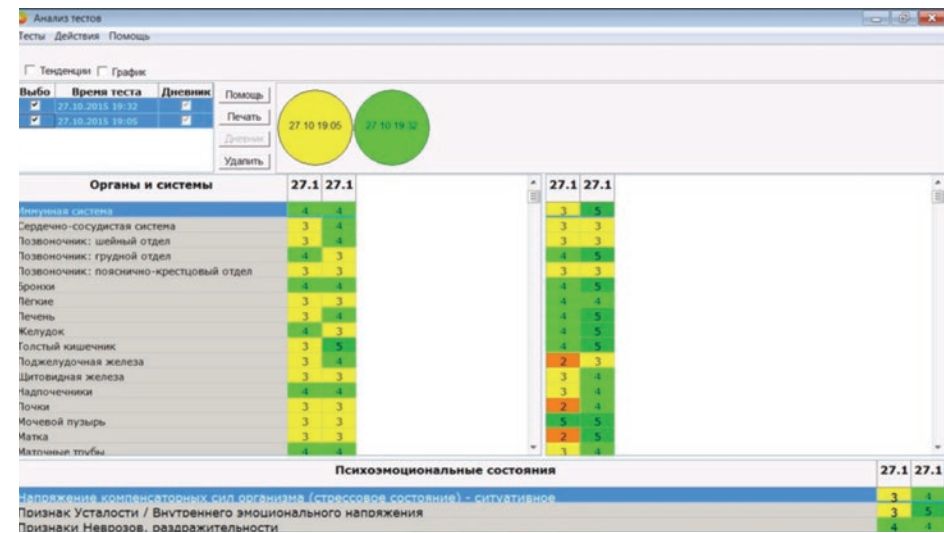 Анализ тестов
Тесты Действия Помощь
Тенденции График
Выбо Время теста Дневник
27.10.2015 19:32
27.10.2015 19:05
Помощь
Печать
Дневник
Удалить
27.10 19:05 27.10 19:32
Органы и системы 27.1 27.1 27.1 27.1
Иммунная система 4 4 3 5
Сердечно-сосудистая система 3 4 3 3
Позвоночник: шейный отдел 3 4 3 3
Позвоночник: грудной отдел 4 3 4 5
Позвоночник: пояснично-крестцовый отдел 3 3 3 3
Бронхи 4 4 4 5
Легкие 3 3 4 4
Печень 3 4 4 5
Желудок 4 3 4 5
Толстый кишечник 3 5 4 5
Поджелудочная железа 3 4 2 3
Щитовидная железа 3 3 3 4
Надпочечники 4 4 3 4
Почки 3 3 2 4
Мочевой пузырь 3 3 5 5
Матка 3 3 2 5
Маточные трубы 4 4 3 4
Психоэмоциональные состояния 27.1 27.1
Напряжение компенсаторных сил организма (стрессовое состояние) - ситуативное 3 4
Признак Усталости / Внутреннего эмоционального напряжения 3 5
Признаки Неврозов, раздражительности 4 4